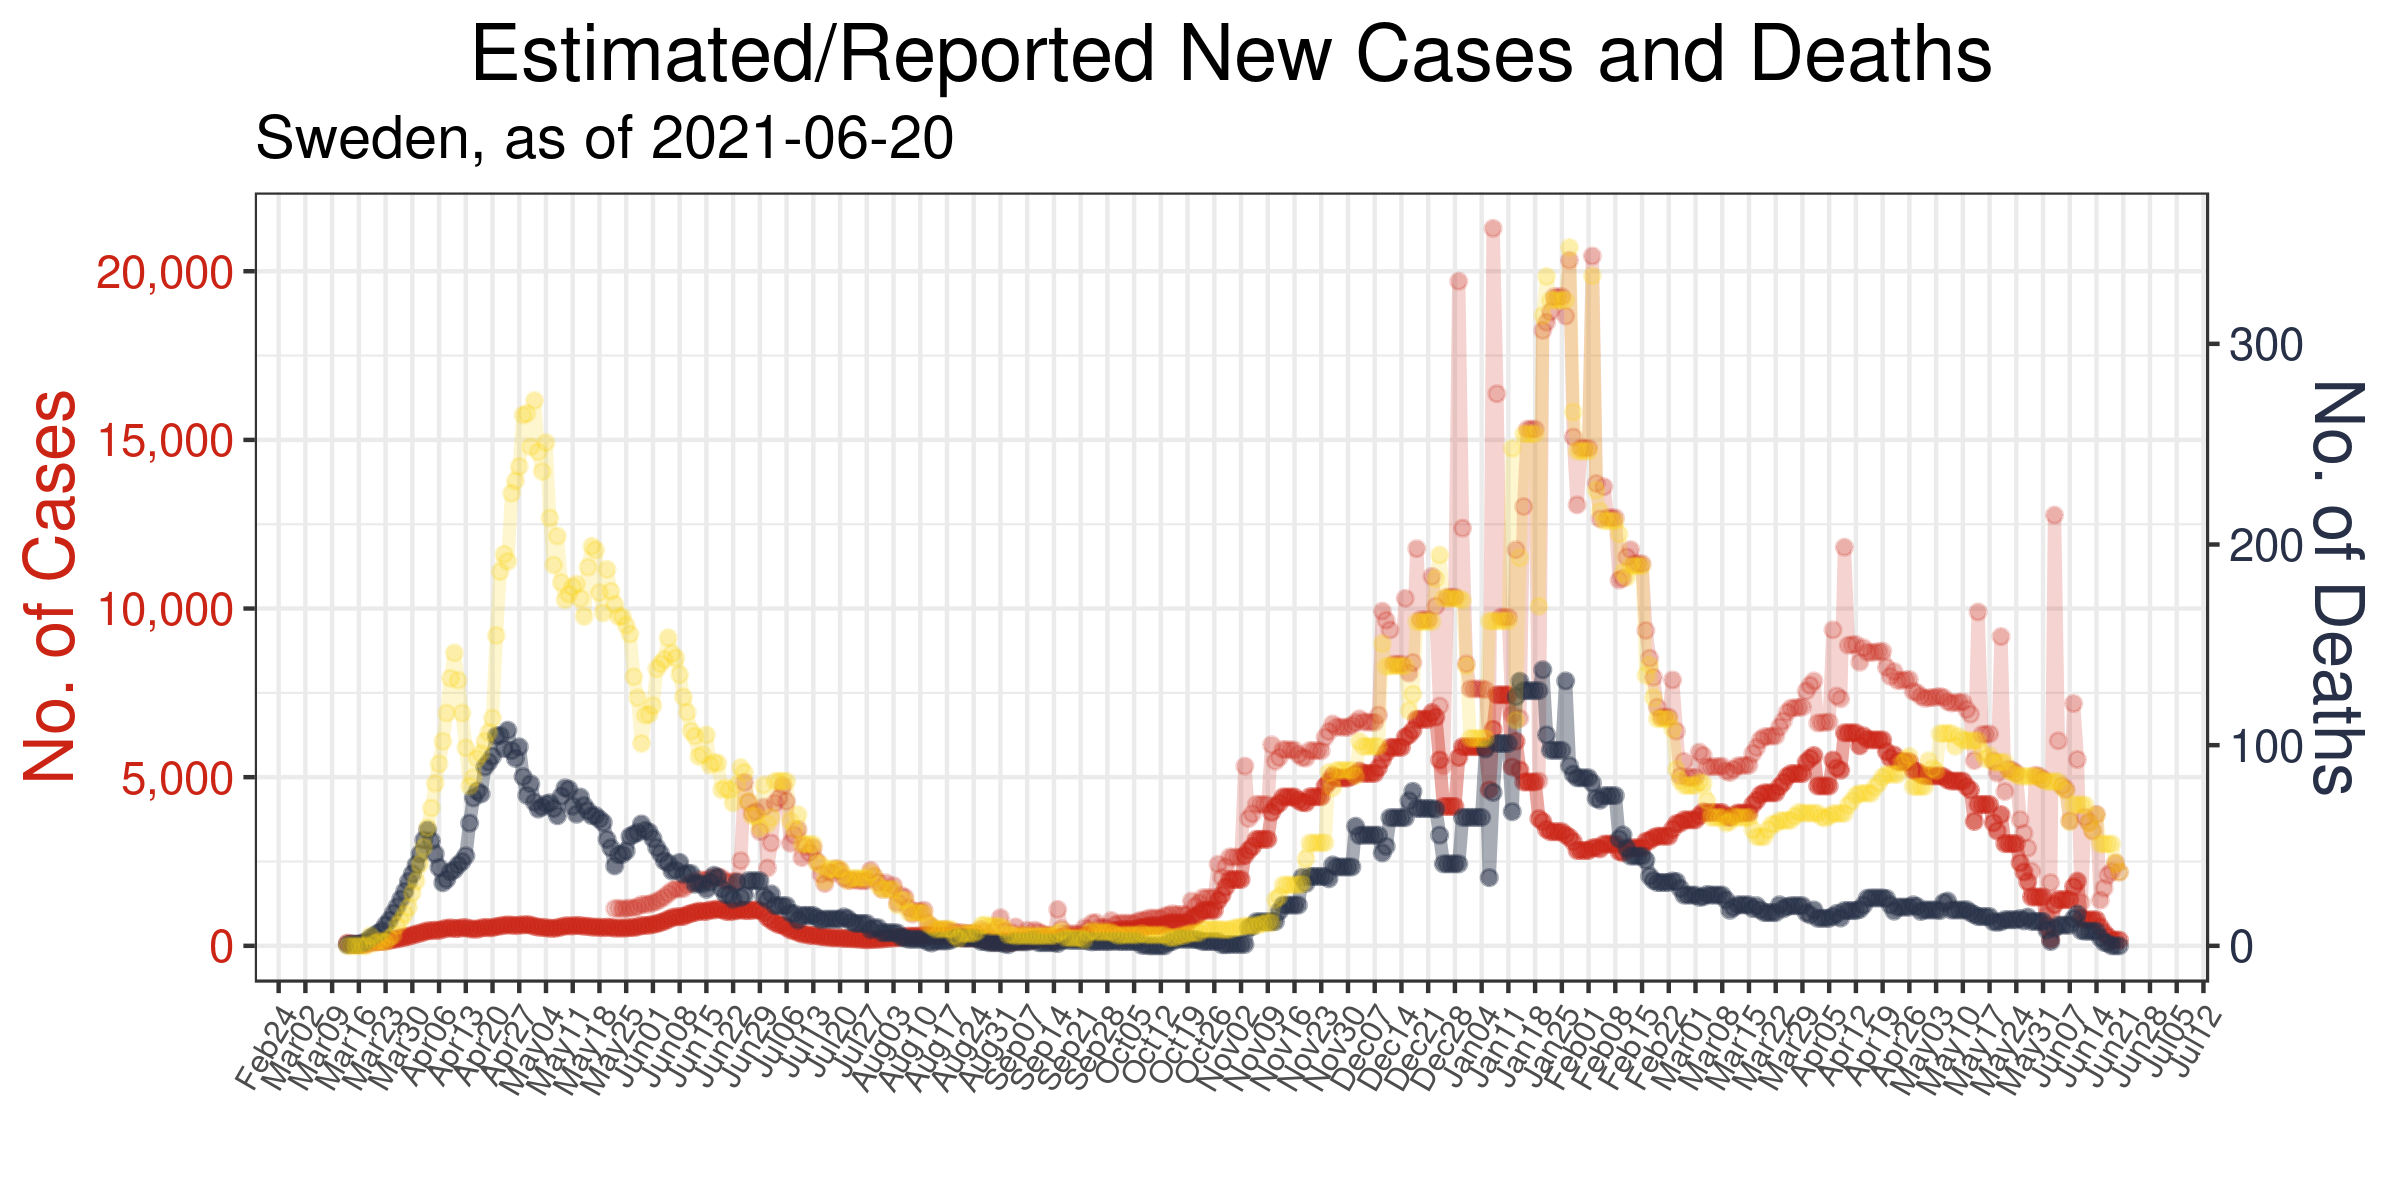 Estimated/Reported New Cases and Deaths
Sweden, as of 2021-06-20
No. of Cases
20,000
15,000
10,000
5,000
0
No. of Deaths
300
200
100
0
Feb24
Mar02
Mar09
Mar16
Mar23
Mar30
Apr06
Apr13
Apr20
Apr27
May04
May11
May18
May25
Jun01
Jun08
Jun15
Jun22
Jun29
Jul06
Jul13
Jul20
Jul27
Aug03
Aug10
Aug17
Aug24
Aug31
Sep07
Sep14
Sep21
Sep28
Oct05
Oct12
Oct19
Oct26
Nov02
Nov09
Nov16
Nov23
Nov30
Dec07
Dec14
Dec21
Dec28
Jan04
Jan11
Jan18
Jan25
Feb01
Feb08
Feb15
Feb22
Mar01
Mar08
Mar15
Mar22
Mar29
Apr05
Apr12
Apr19
Apr26
May03
May10
May17
May24
May31
Jun07
Jun14
Jun21
Jun28
Jul05
Jul12